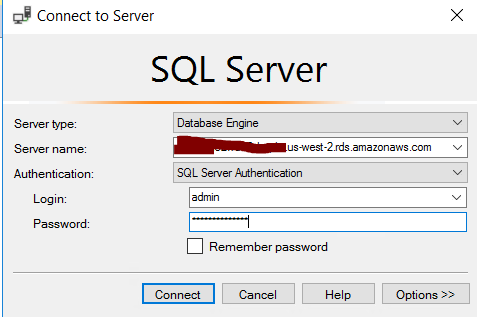 Connect to Server
SQL Server
Server type: Database Engine
Server name: .us-west-2.rds.amazonaws.com
Authentication: SQL Server Authentication
Login: admin
Password: **************
Remember password
Connect Cancel Help Options >>